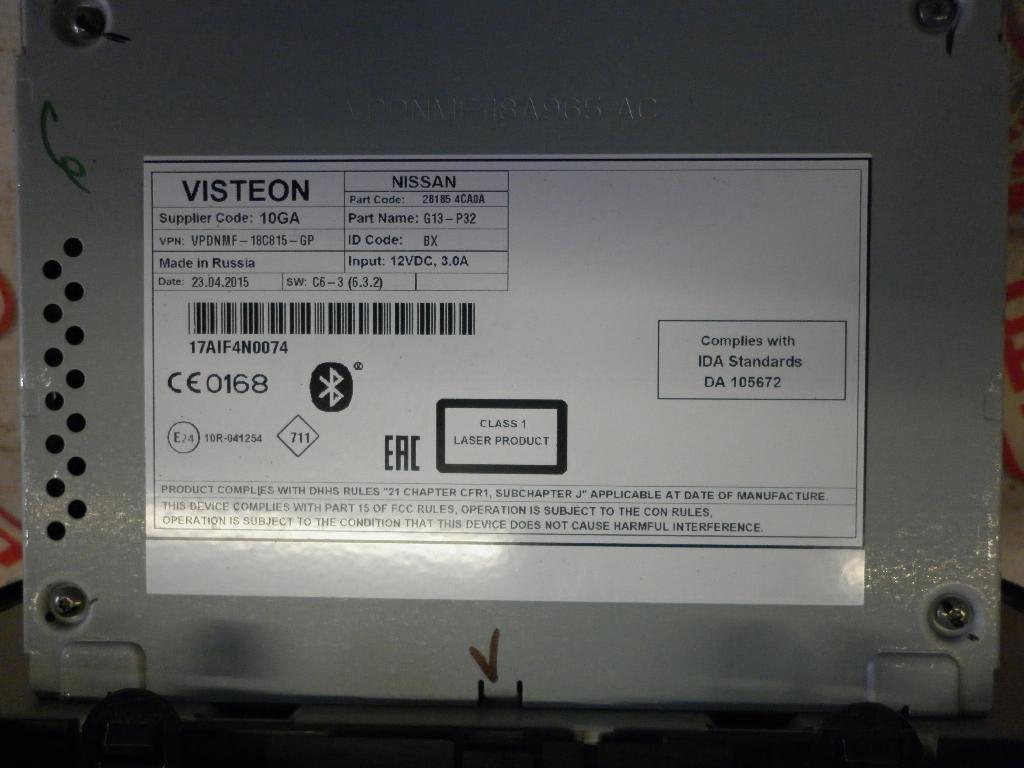 VPDNMF-18A965-AC
VISTEON
NISSAN
Part Code: 28185 4CA0A
Supplier Code: 10GA
Part Name: G13-P32
VPN: VPDNMF-18C815-GP
ID Code: BX
Made in Russia
Input: 12VDC, 3.0A
Date: 23.04.2015
SW: C6-3 (6.3.2)
17AIF4N0074
Complies with
IDA Standards
DA 105672
CE0168
®
E24
10R-041254
711
EAC
CLASS 1
LASER PRODUCT
PRODUCT COMPLIES WITH DHHS RULES "21 CHAPTER CFR1, SUBCHAPTER J" APPLICABLE AT DATE OF MANUFACTURE.
THIS DEVICE COMPLIES WITH PART 15 OF FCC RULES, OPERATION IS SUBJECT TO THE CON RULES,
OPERATION IS SUBJECT TO THE CONDITION THAT THIS DEVICE DOES NOT CAUSE HARMFUL INTERFERENCE.